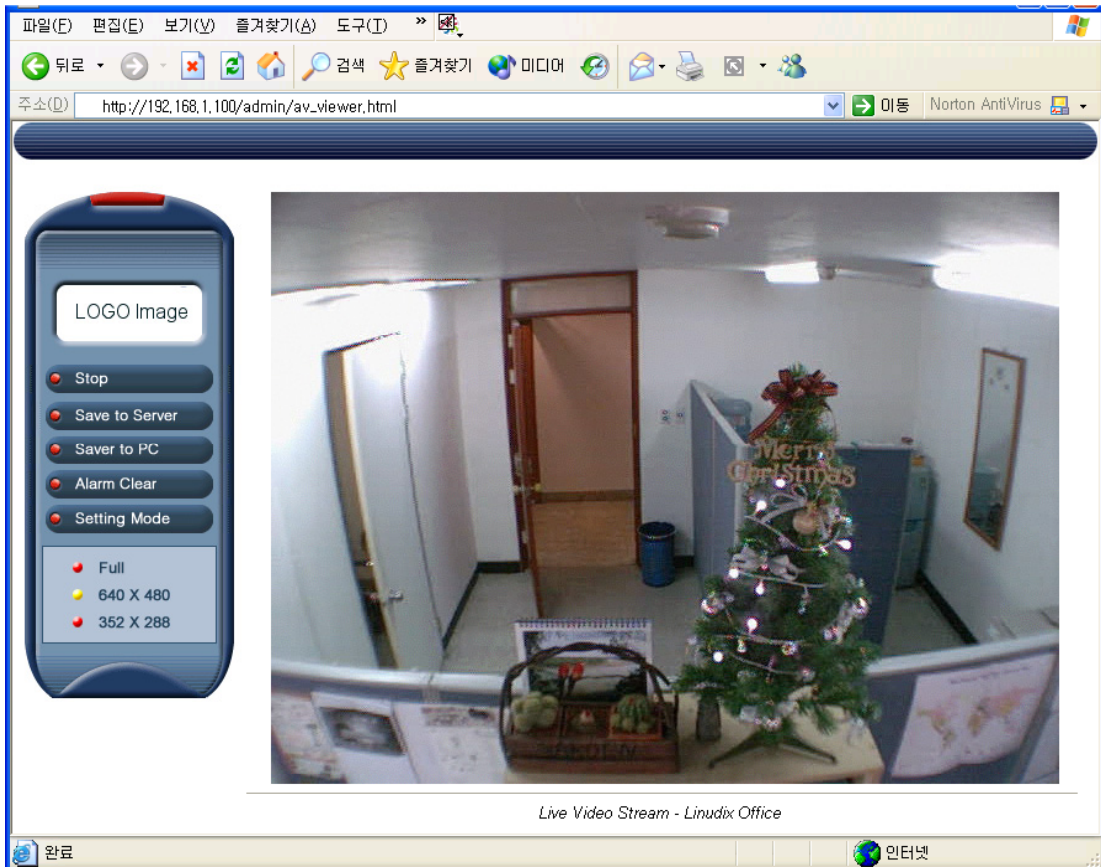 파일(F) 편집(E) 보기(V) 즐겨찾기(A) 도구(T) »
뒤로 검색 즐겨찾기 미디어
주소(D) http://192,168,1,100/admin/av_viewer,html 이동 Norton AntiVirus
LOGO Image
Stop
Save to Server
Saver to PC
Alarm Clear
Setting Mode
Full
640 X 480
352 X 288
Merry
Christmas
Live Video Stream - Linudix Office
완료 인터넷